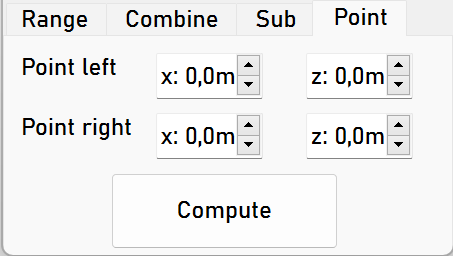 Range Combine Sub Point
Point left x: 0,0m z: 0,0m
Point right x: 0,0m z: 0,0m
Compute